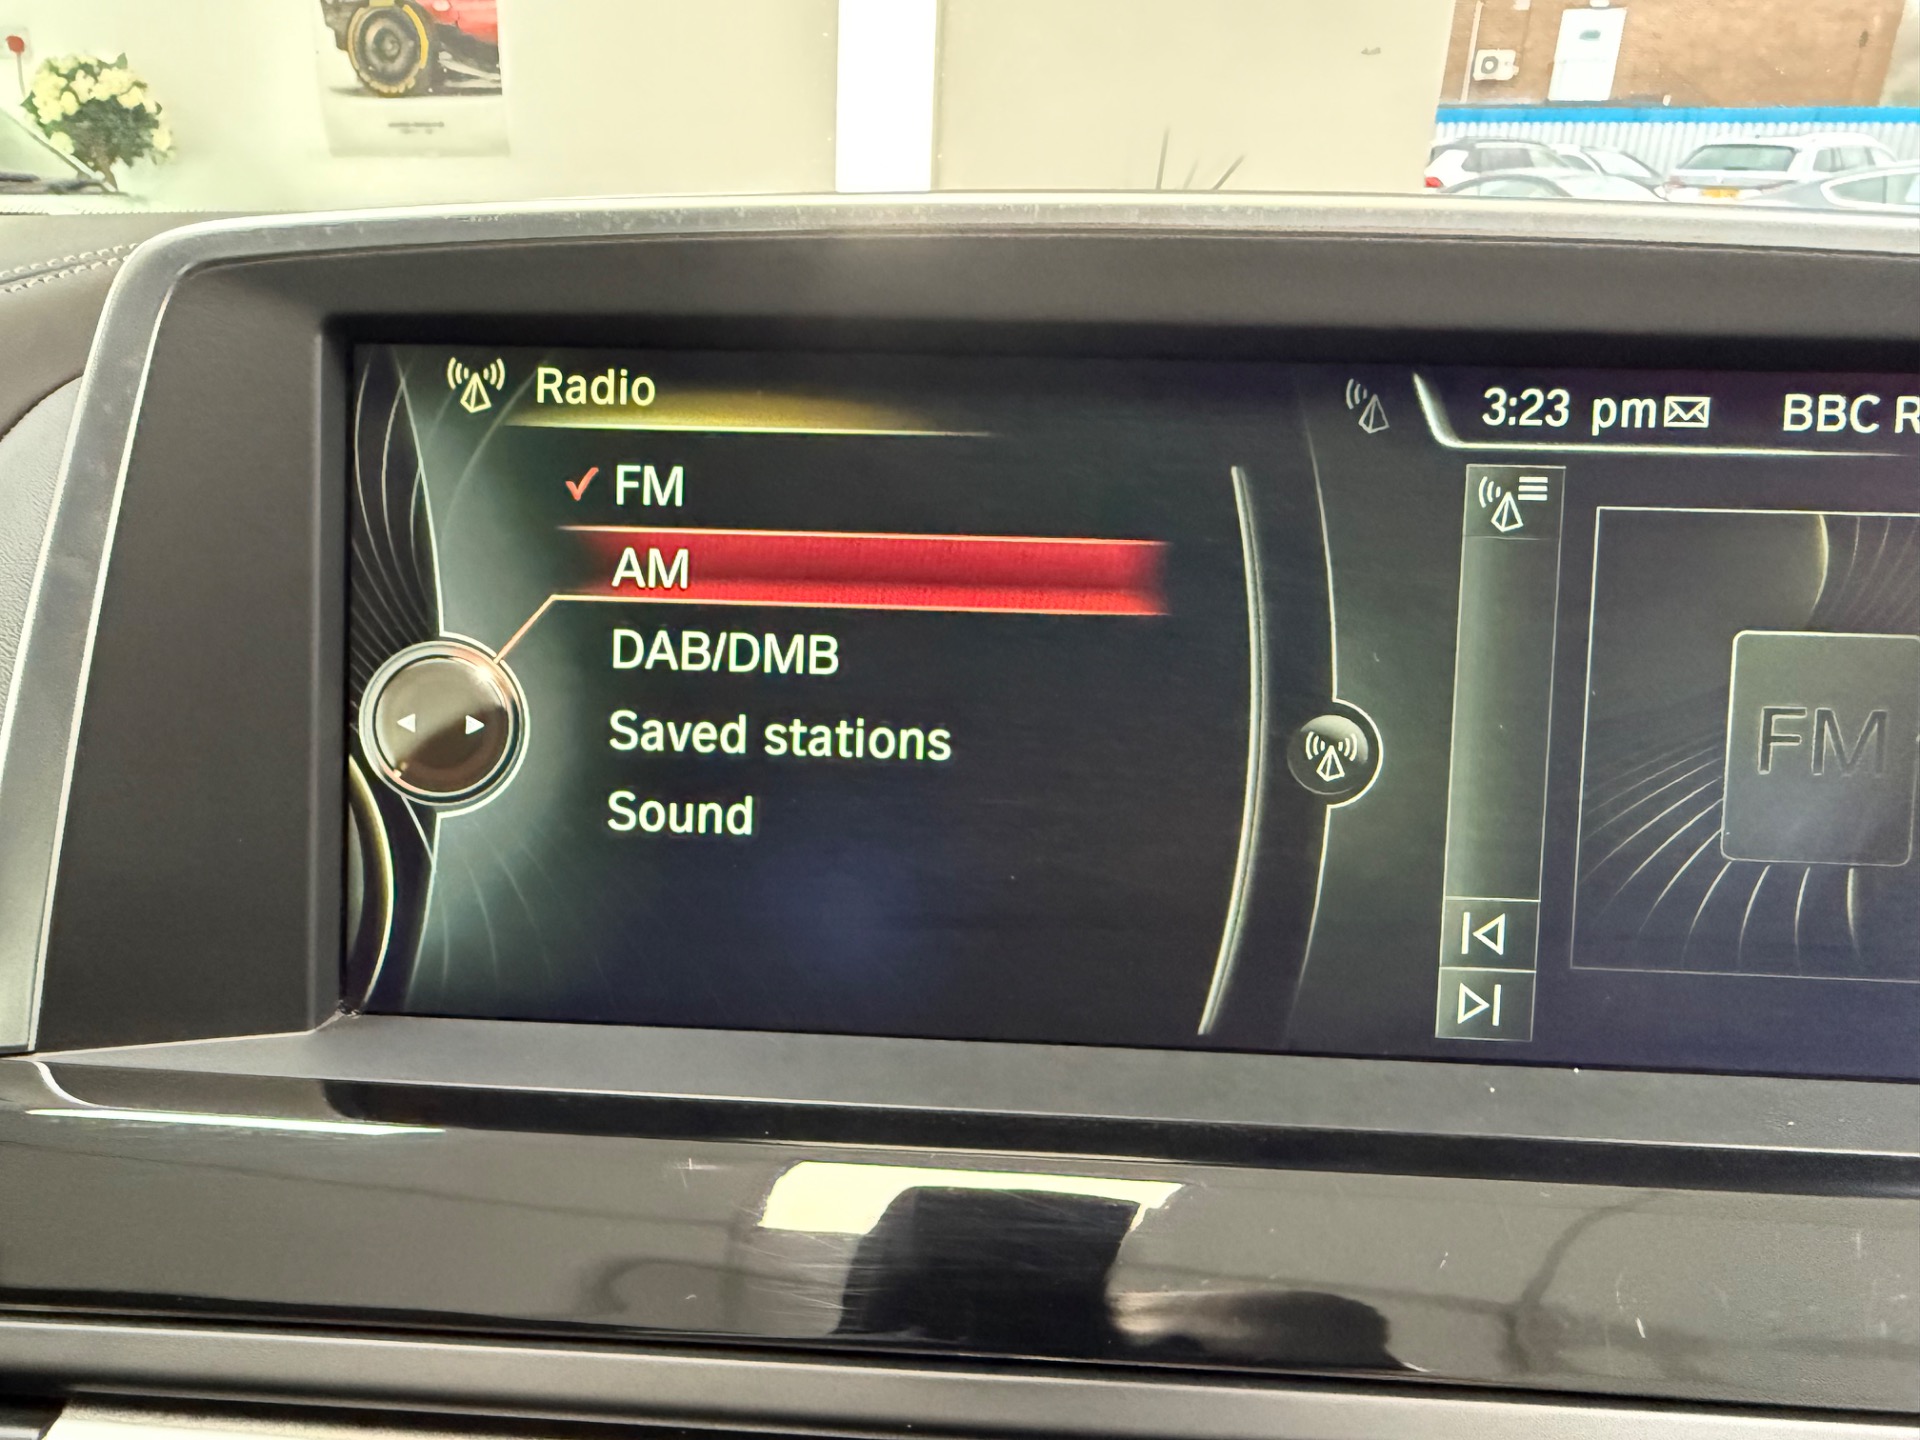 Radio
3:23 pm
BBC R
FM
AM
DAB/DMB
Saved stations
Sound
FM